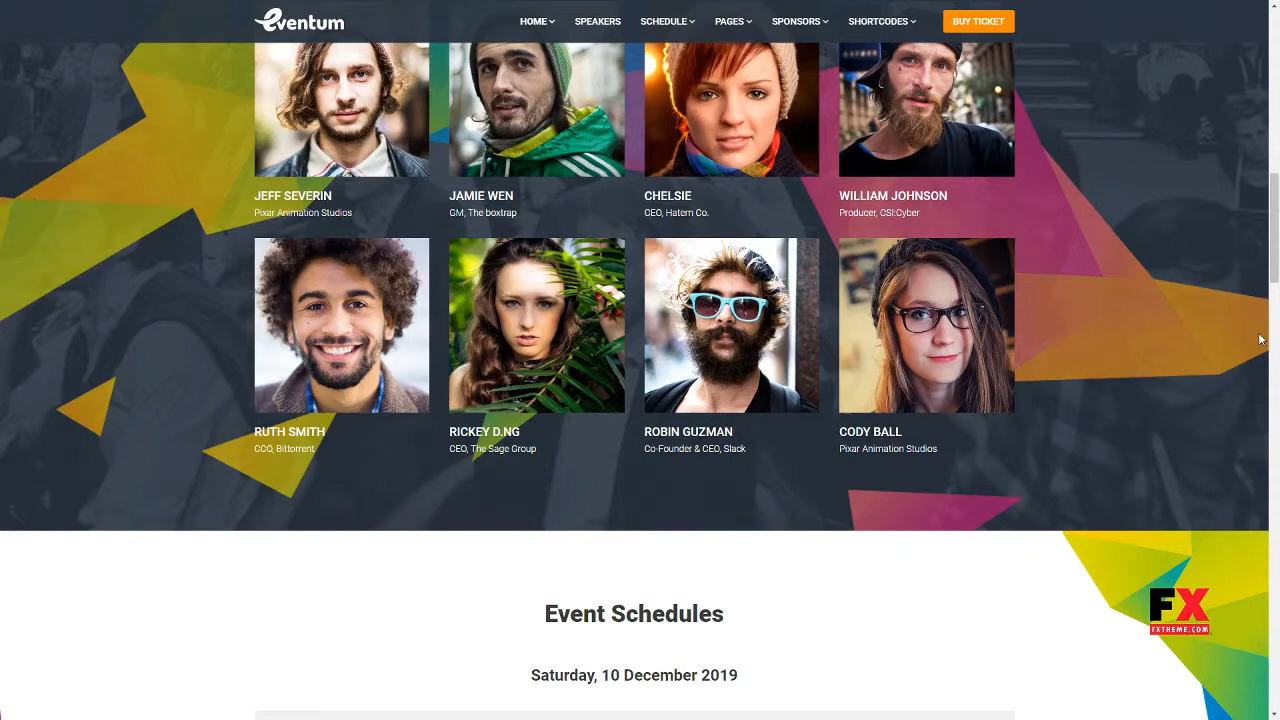 eventum
HOME SPEAKERS SCHEDULE PAGES SPONSORS SHORTCODES BUY TICKET
JEFF SEVERIN JAMIE WEN CHELSIE WILLIAM JOHNSON
Pixar Animation Studios GM, The boxtrap CEO, Hatem Co. Producer, CSI:Cyber
RUTH SMITH RICKEY D.NG ROBIN GUZMAN CODY BALL
CCO, Bittorrent CEO, The Sage Group Co-Founder & CEO, Slack Pixar Animation Studios
Event Schedules
FX
FXTHEME.COM
Saturday, 10 December 2019